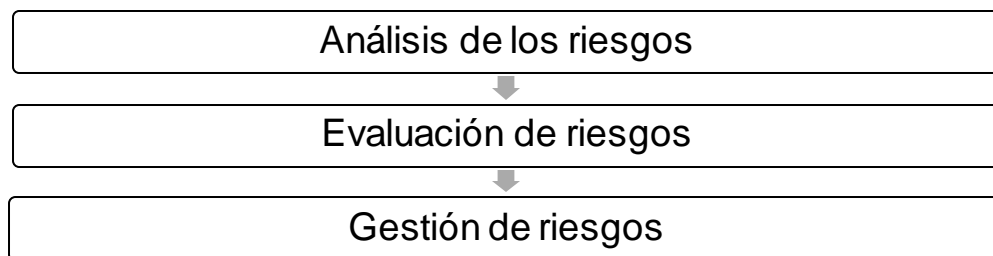 Análisis de los riesgos
Evaluación de riesgos
Gestión de riesgos